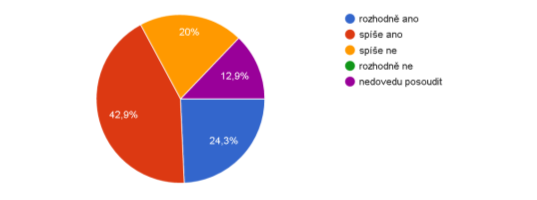 rozhodně ano
spíše ano
spíše ne
rozhodně ne
nedovedu posoudit
20%
12,9%
42,9%
24,3%